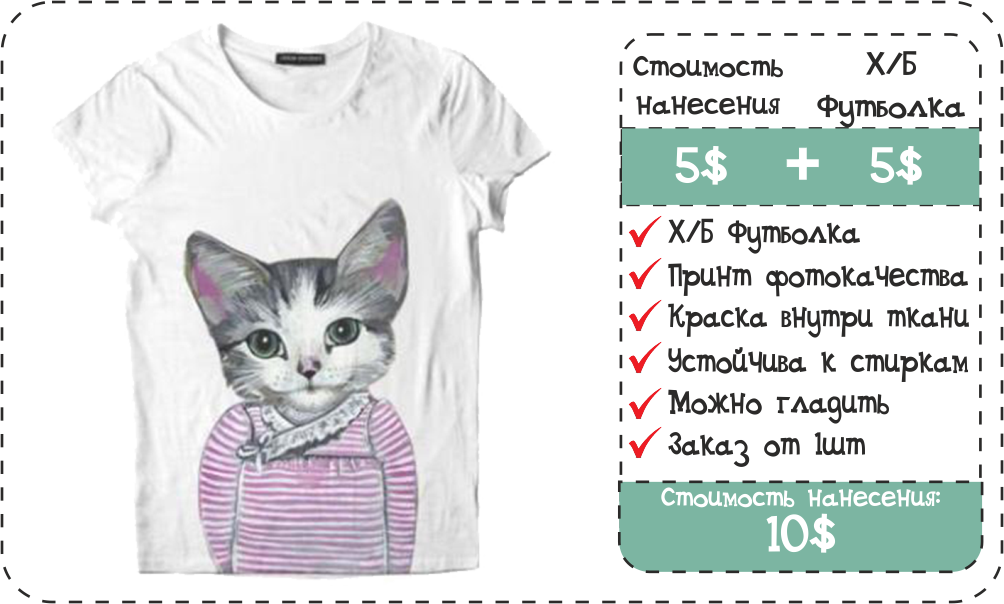 Стоимость Х/Б
нанесения Футболка
5$ + 5$
Х/Б Футболка
Принт фотокачества
Краска внутри ткани
Устойчива к стиркам
Можно гладить
Заказ от 1шт
Стоимость нанесения:
10$